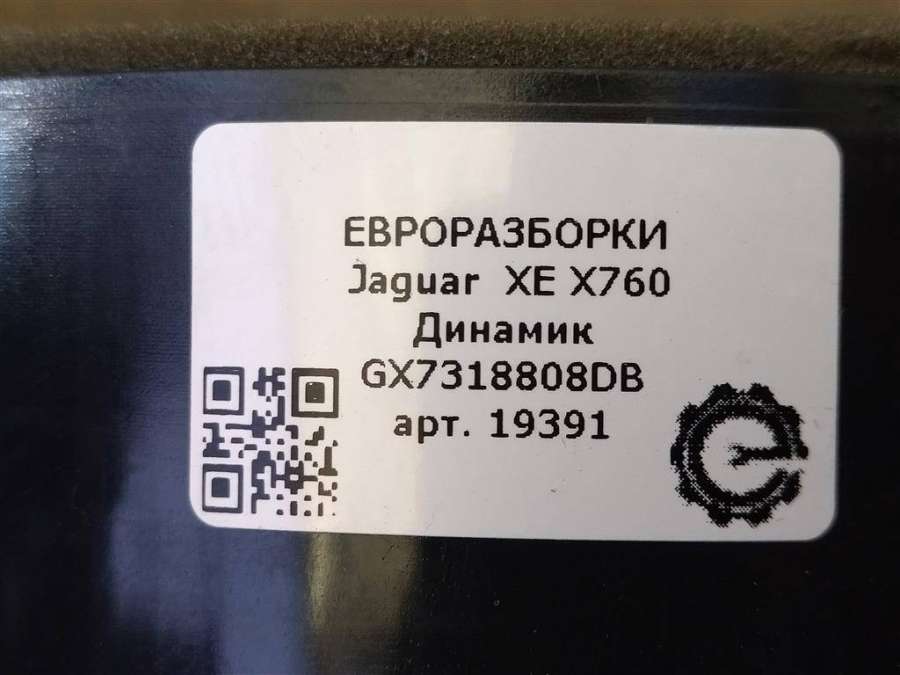 ЕВРОРАЗБОРКИ
Jaguar XE X760
Динамик
GX7318808DB
арт. 19391